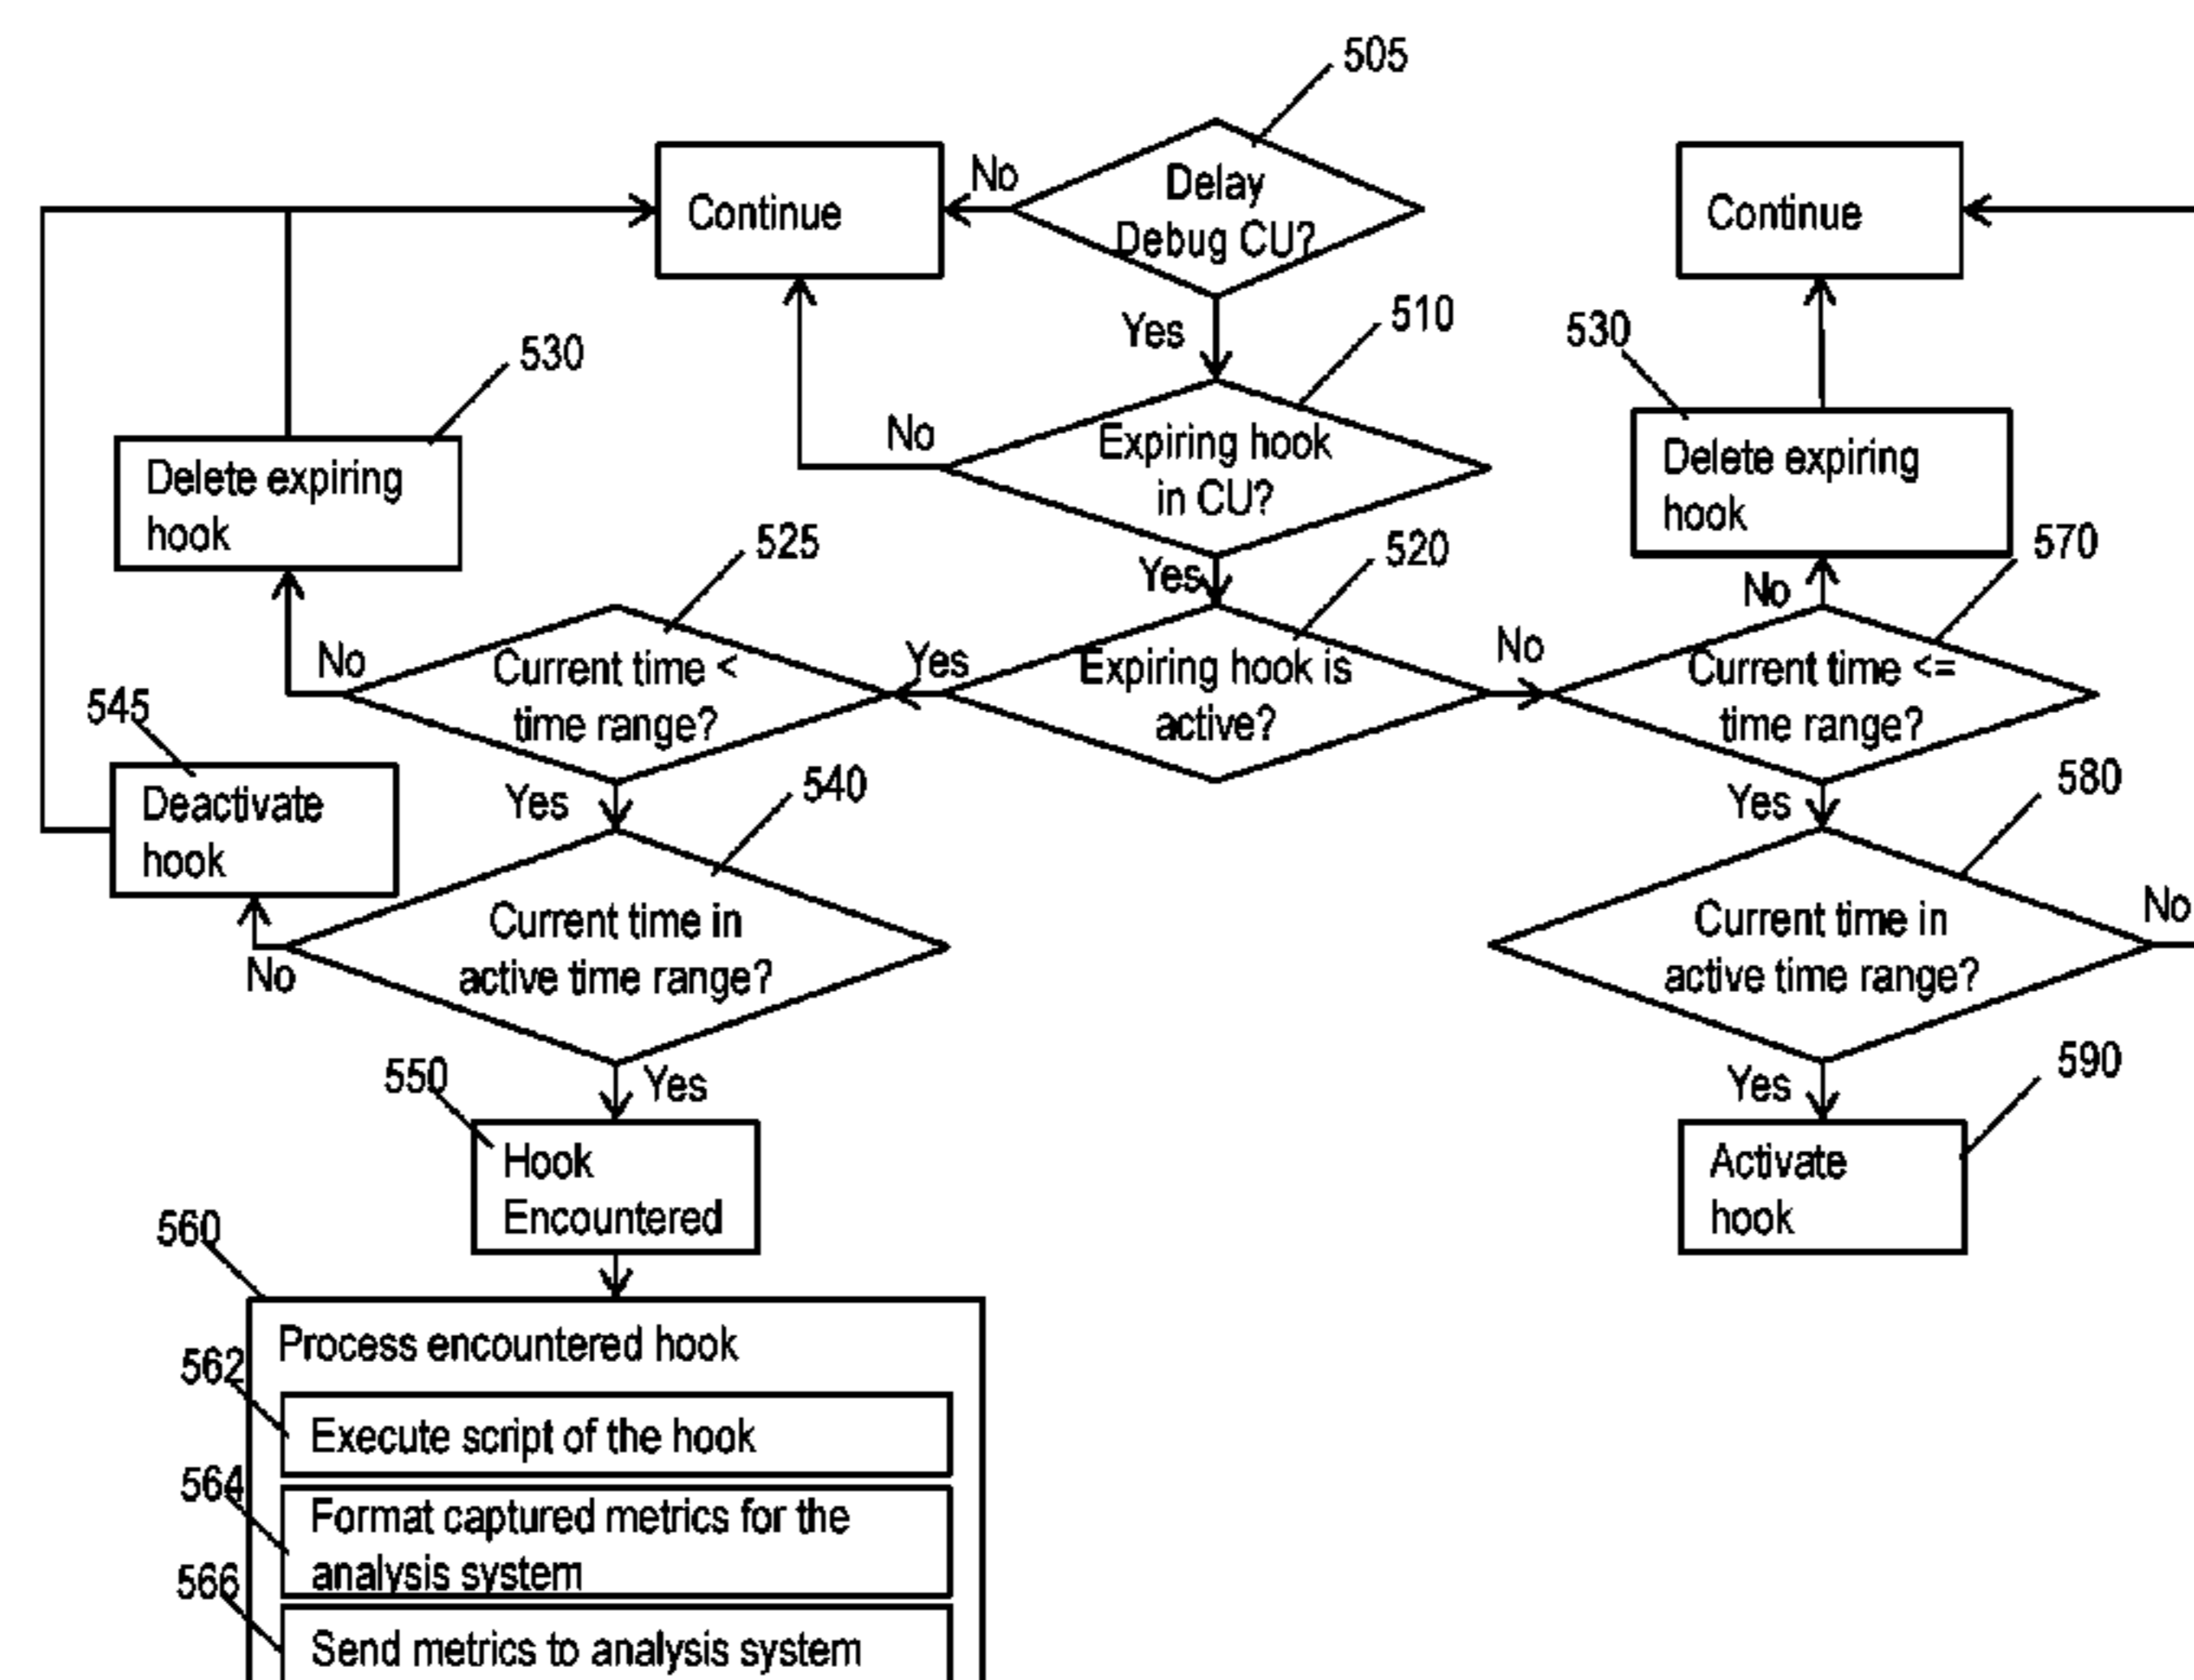 505
Continue
No
Delay
Debug CU?
Continue
Yes
510
530
530
No
Expiring hook
in CU?
Delete expiring
hook
Delete expiring
hook
525
Yes
520
570
No
No
Current time <
time range?
Yes
Expiring hook is
active?
No
Current time <=
time range?
545
Deactivate
hook
Yes
540
Yes
580
No
Current time in
active time range?
Current time in
active time range?
No
550
Yes
Yes
590
Hook
Encountered
Activate
hook
560
Process encountered hook
562
Execute script of the hook
564
Format captured metrics for the
analysis system
566
Send metrics to analysis system